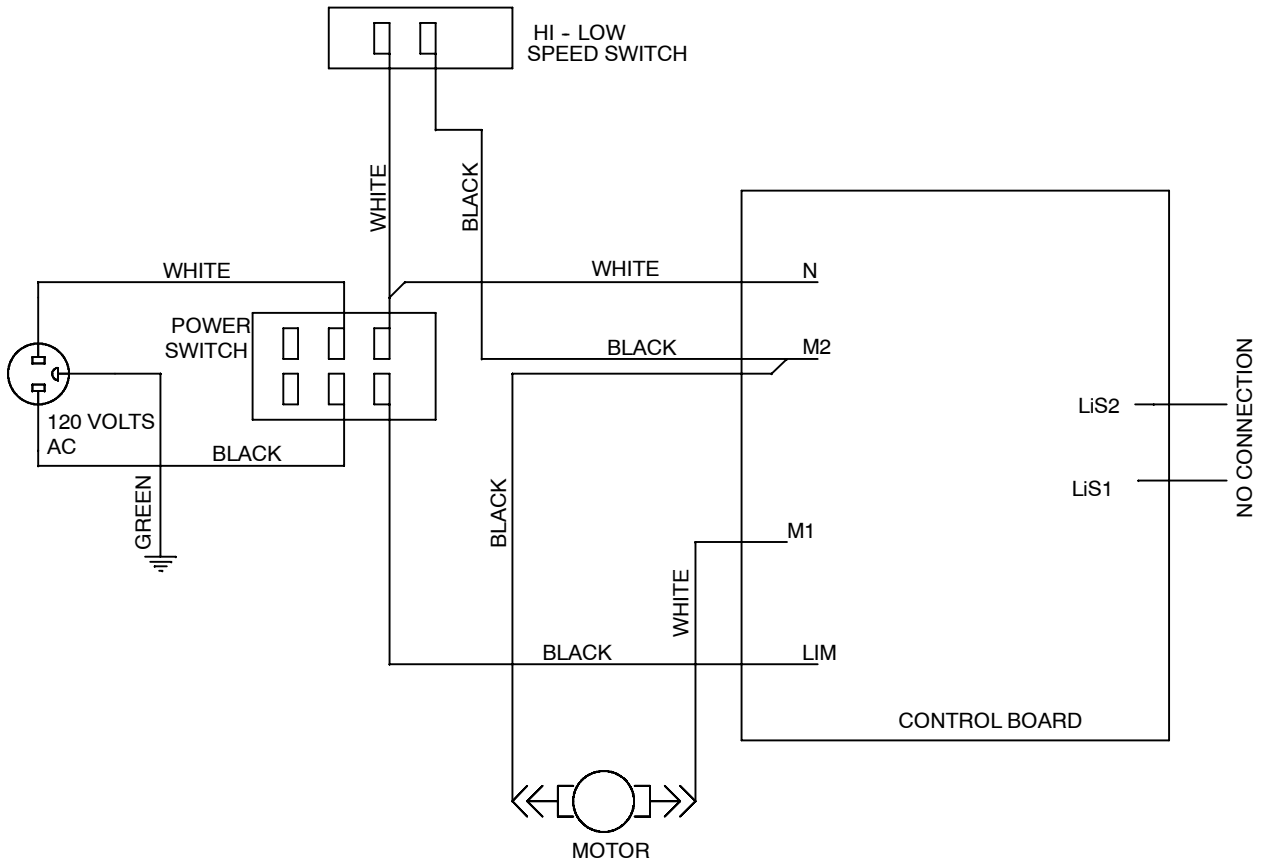 HI - LOW
SPEED SWITCH
WHITE
BLACK
WHITE
WHITE
N
POWER
SWITCH
BLACK
M2
120 VOLTS
AC
BLACK
GREEN
BLACK
LiS2
LiS1
NO CONNECTION
M1
WHITE
BLACK
LIM
CONTROL BOARD
MOTOR